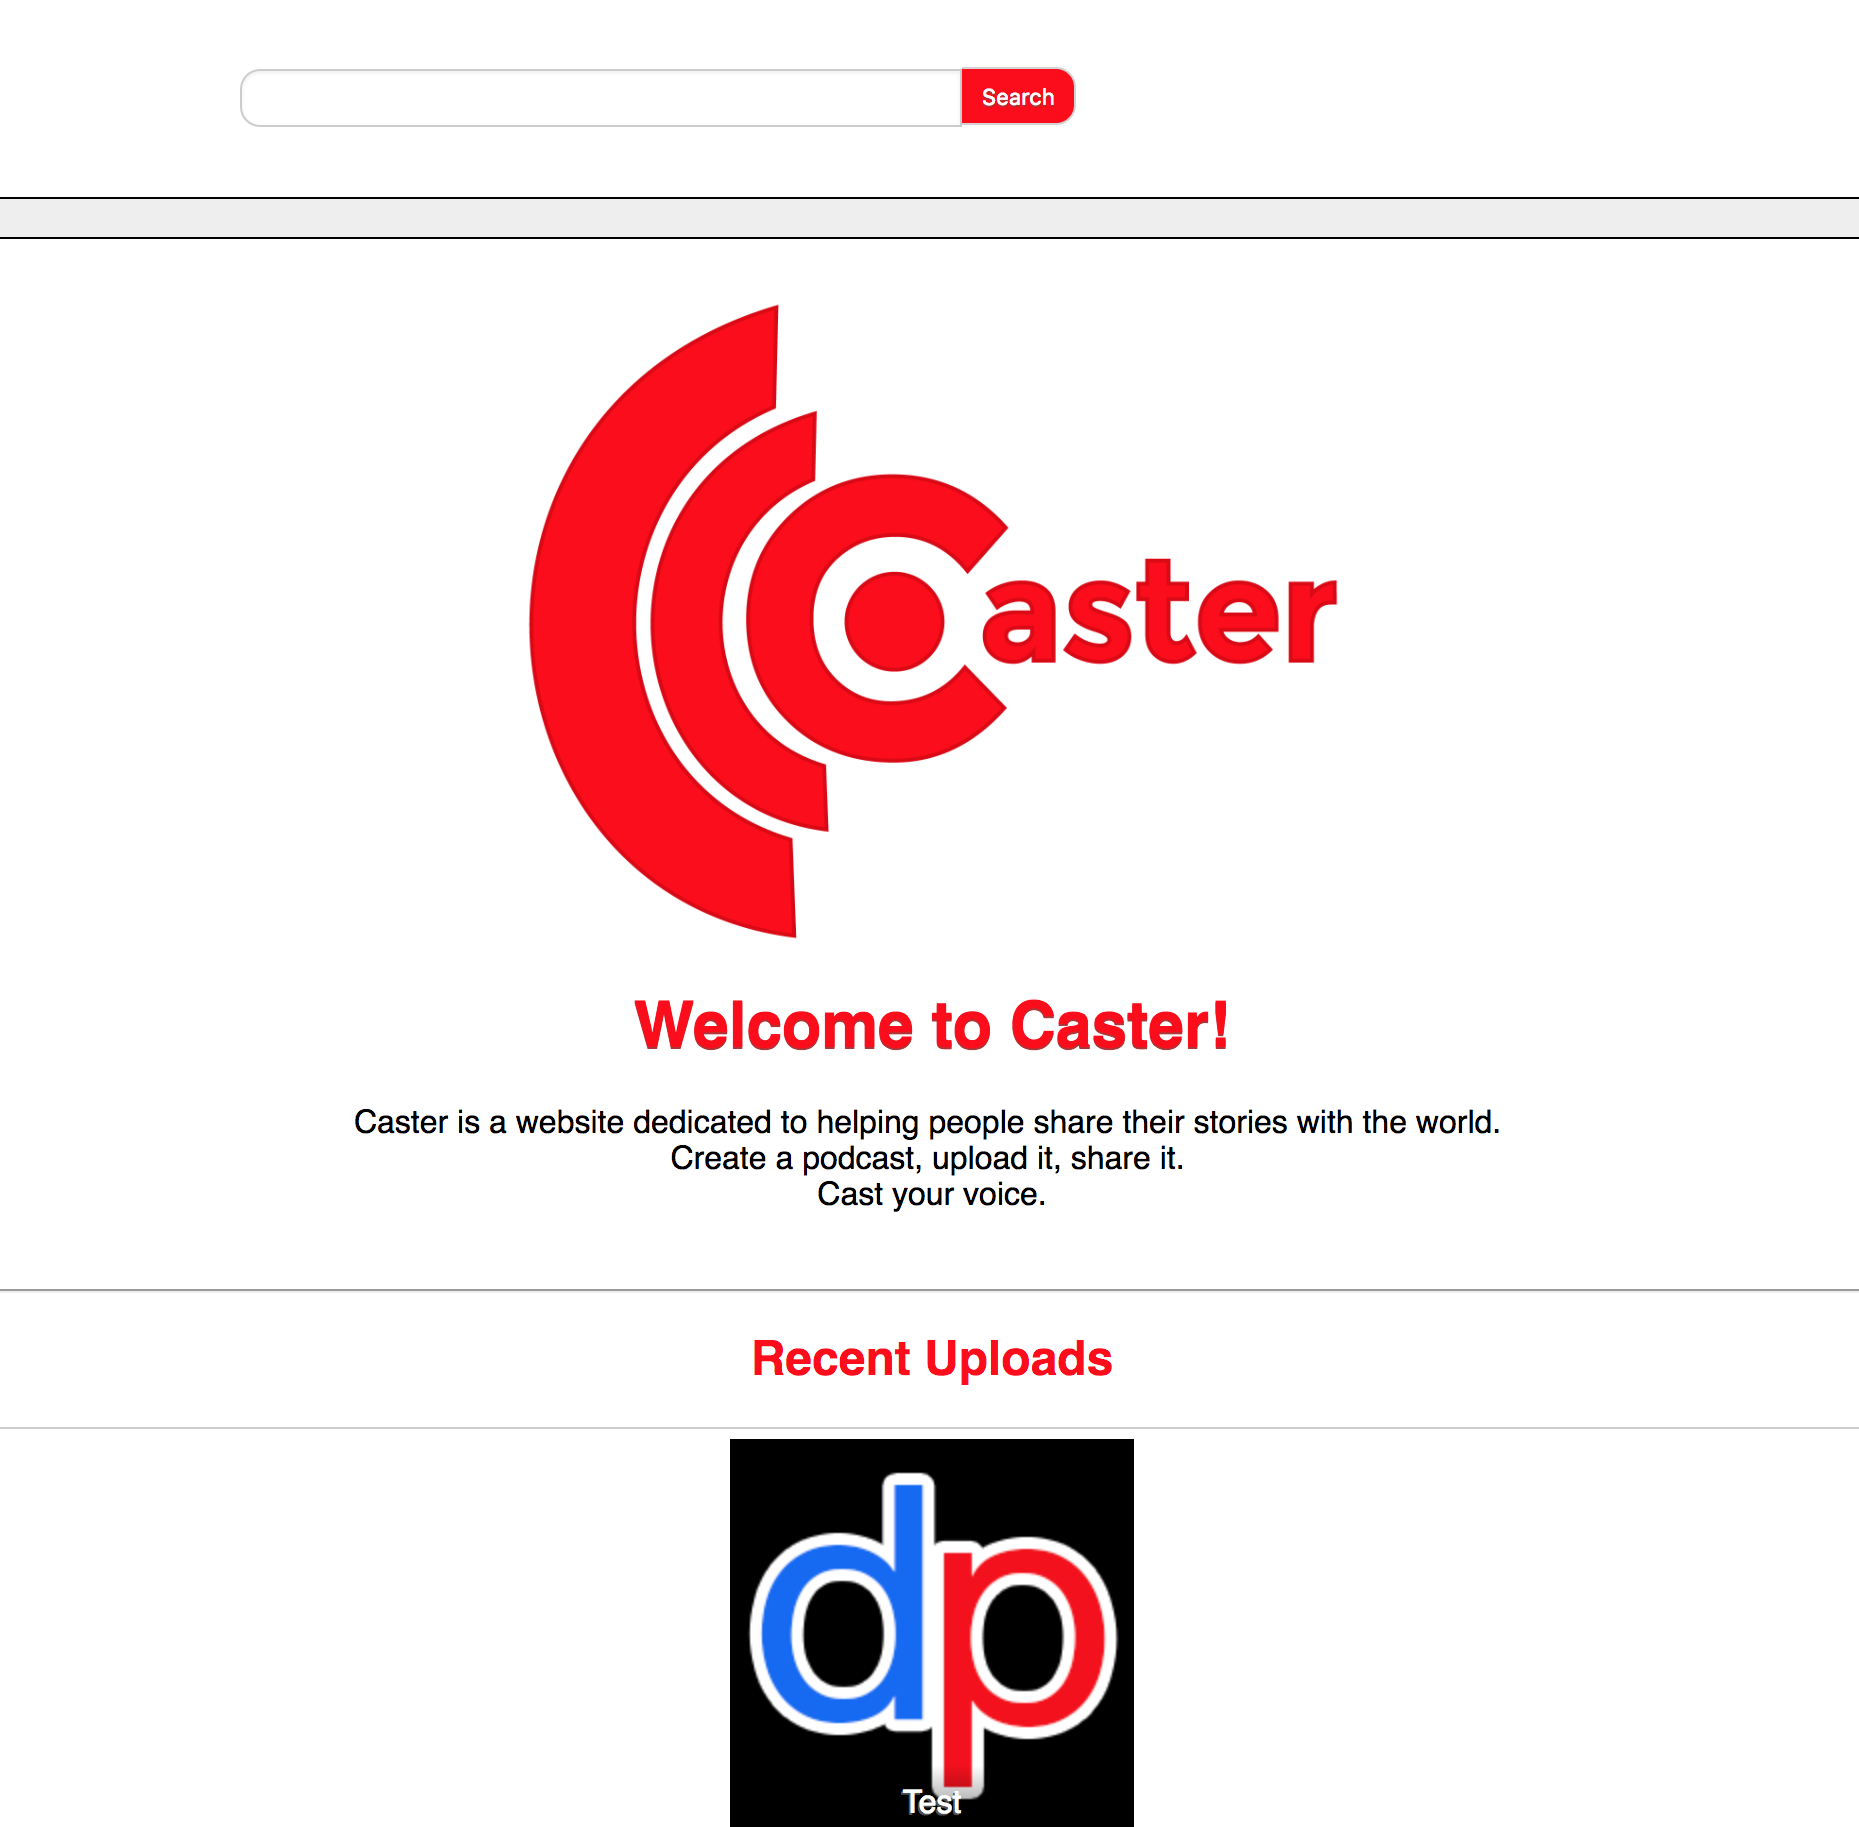 Search
Caster
Welcome to Caster!
Caster is a website dedicated to helping people share their stories with the world.
Create a podcast, upload it, share it.
Cast your voice.
Recent Uploads
dp
Test